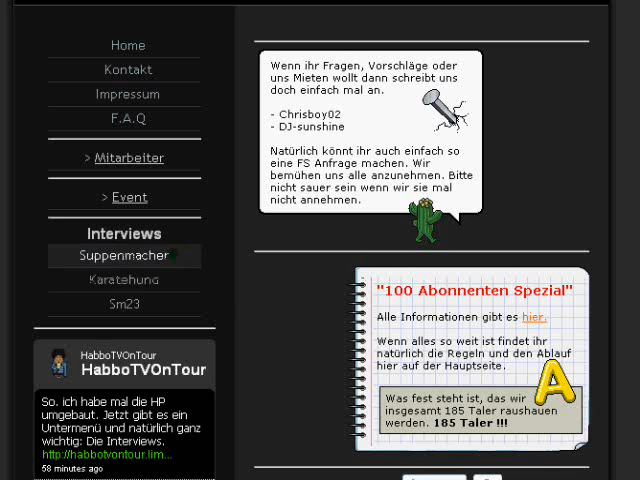 Home
Kontakt
Impressum
F.A.Q
> Mitarbeiter
> Event
Interviews
Suppenmacher
Karatehung
Sm23
HabboTVOnTour
HabboTVOnTour
So. ich habe mal die HP
umgebaut. Jetzt gibt es ein
Untermenü und natürlich ganz
wichtig: Die Interviews.
http://habbotvontour.lim...
58 minutes ago
Wenn ihr Fragen, Vorschläge oder
uns Mieten wollt dann schreibt uns
doch einfach mal an.
- Chrisboy02
- DJ-sunshine
Natürlich könnt ihr auch einfach so
eine FS Anfrage machen. Wir
bemühen uns alle anzunehmen. Bitte
nicht sauer sein wenn wir sie mal
nicht annehmen.
"100 Abonnenten Spezial"
Alle Informationen gibt es hier.
Wenn alles so weit ist findet ihr
natürlich die Regeln und den Ablauf
hier auf der Hauptseite.
A
Was fest steht ist, das wir
insgesamt 185 Taler raushauen
werden. 185 Taler !!!